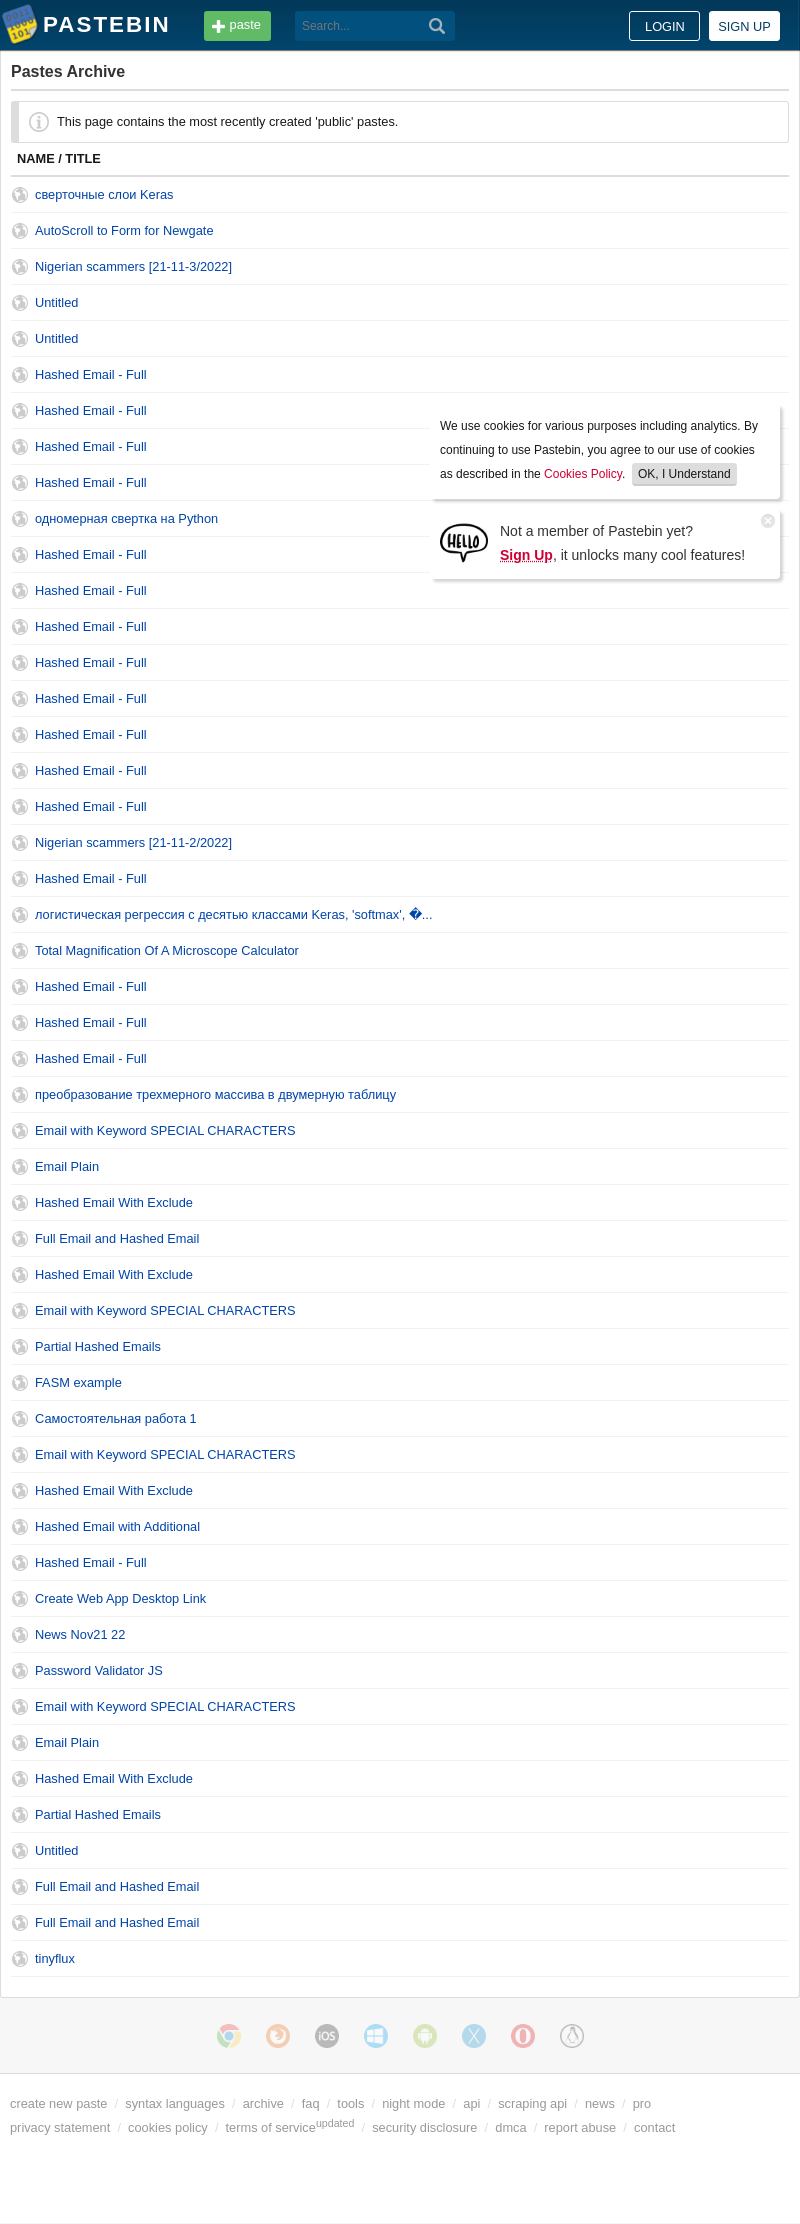 PASTEBIN
paste
Search...
LOGIN
SIGN UP
Pastes Archive
This page contains the most recently created 'public' pastes.
NAME / TITLE
сверточные слои Keras
AutoScroll to Form for Newgate
Nigerian scammers [21-11-3/2022]
Untitled
Untitled
Hashed Email - Full
Hashed Email - Full
Hashed Email - Full
Hashed Email - Full
одномерная свертка на Python
Hashed Email - Full
Hashed Email - Full
Hashed Email - Full
Hashed Email - Full
Hashed Email - Full
Hashed Email - Full
Hashed Email - Full
Hashed Email - Full
Nigerian scammers [21-11-2/2022]
Hashed Email - Full
логистическая регрессия с десятью классами Keras, 'softmax', �...
Total Magnification Of A Microscope Calculator
Hashed Email - Full
Hashed Email - Full
Hashed Email - Full
преобразование трехмерного массива в двумерную таблицу
Email with Keyword SPECIAL CHARACTERS
Email Plain
Hashed Email With Exclude
Full Email and Hashed Email
Hashed Email With Exclude
Email with Keyword SPECIAL CHARACTERS
Partial Hashed Emails
FASM example
Самостоятельная работа 1
Email with Keyword SPECIAL CHARACTERS
Hashed Email With Exclude
Hashed Email with Additional
Hashed Email - Full
Create Web App Desktop Link
News Nov21 22
Password Validator JS
Email with Keyword SPECIAL CHARACTERS
Email Plain
Hashed Email With Exclude
Partial Hashed Emails
Untitled
Full Email and Hashed Email
Full Email and Hashed Email
tinyflux
We use cookies for various purposes including analytics. By
continuing to use Pastebin, you agree to our use of cookies
as described in the Cookies Policy. OK, I Understand
HELLO
Not a member of Pastebin yet?
Sign Up, it unlocks many cool features!
iOS
create new paste / syntax languages / archive / faq / tools / night mode / api / scraping api / news / pro
privacy statement / cookies policy / terms of serviceupdated / security disclosure / dmca / report abuse / contact